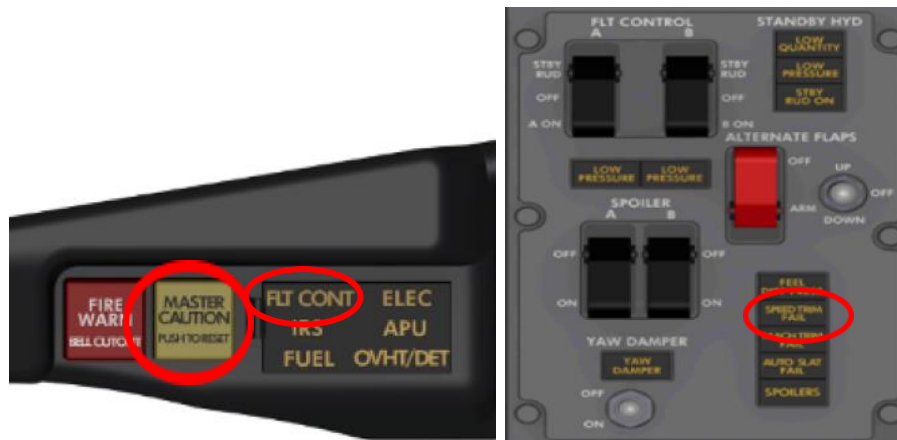 FIRE
WARN
BELL CUTOUT
MASTER
CAUTION
PUSH TO RESET
FLT CONT
ELEC
IRS
APU
FUEL
OVHT/DET
FLT CONTROL
A
B
STBY
RUD
OFF
A ON
STBY
RUD
OFF
B ON
STANDBY HYD
LOW
QUANTITY
LOW
PRESSURE
STBY
RUD ON
ALTERNATE FLAPS
OFF
ARM
UP
OFF
DOWN
LOW
PRESSURE
LOW
PRESSURE
SPOILER
A
B
OFF
ON
OFF
ON
FEEL
SPEED TRIM
FAIL
FAIL
AUTO SLAT
FAIL
SPOILERS
YAW DAMPER
YAW
DAMPER
OFF
ON